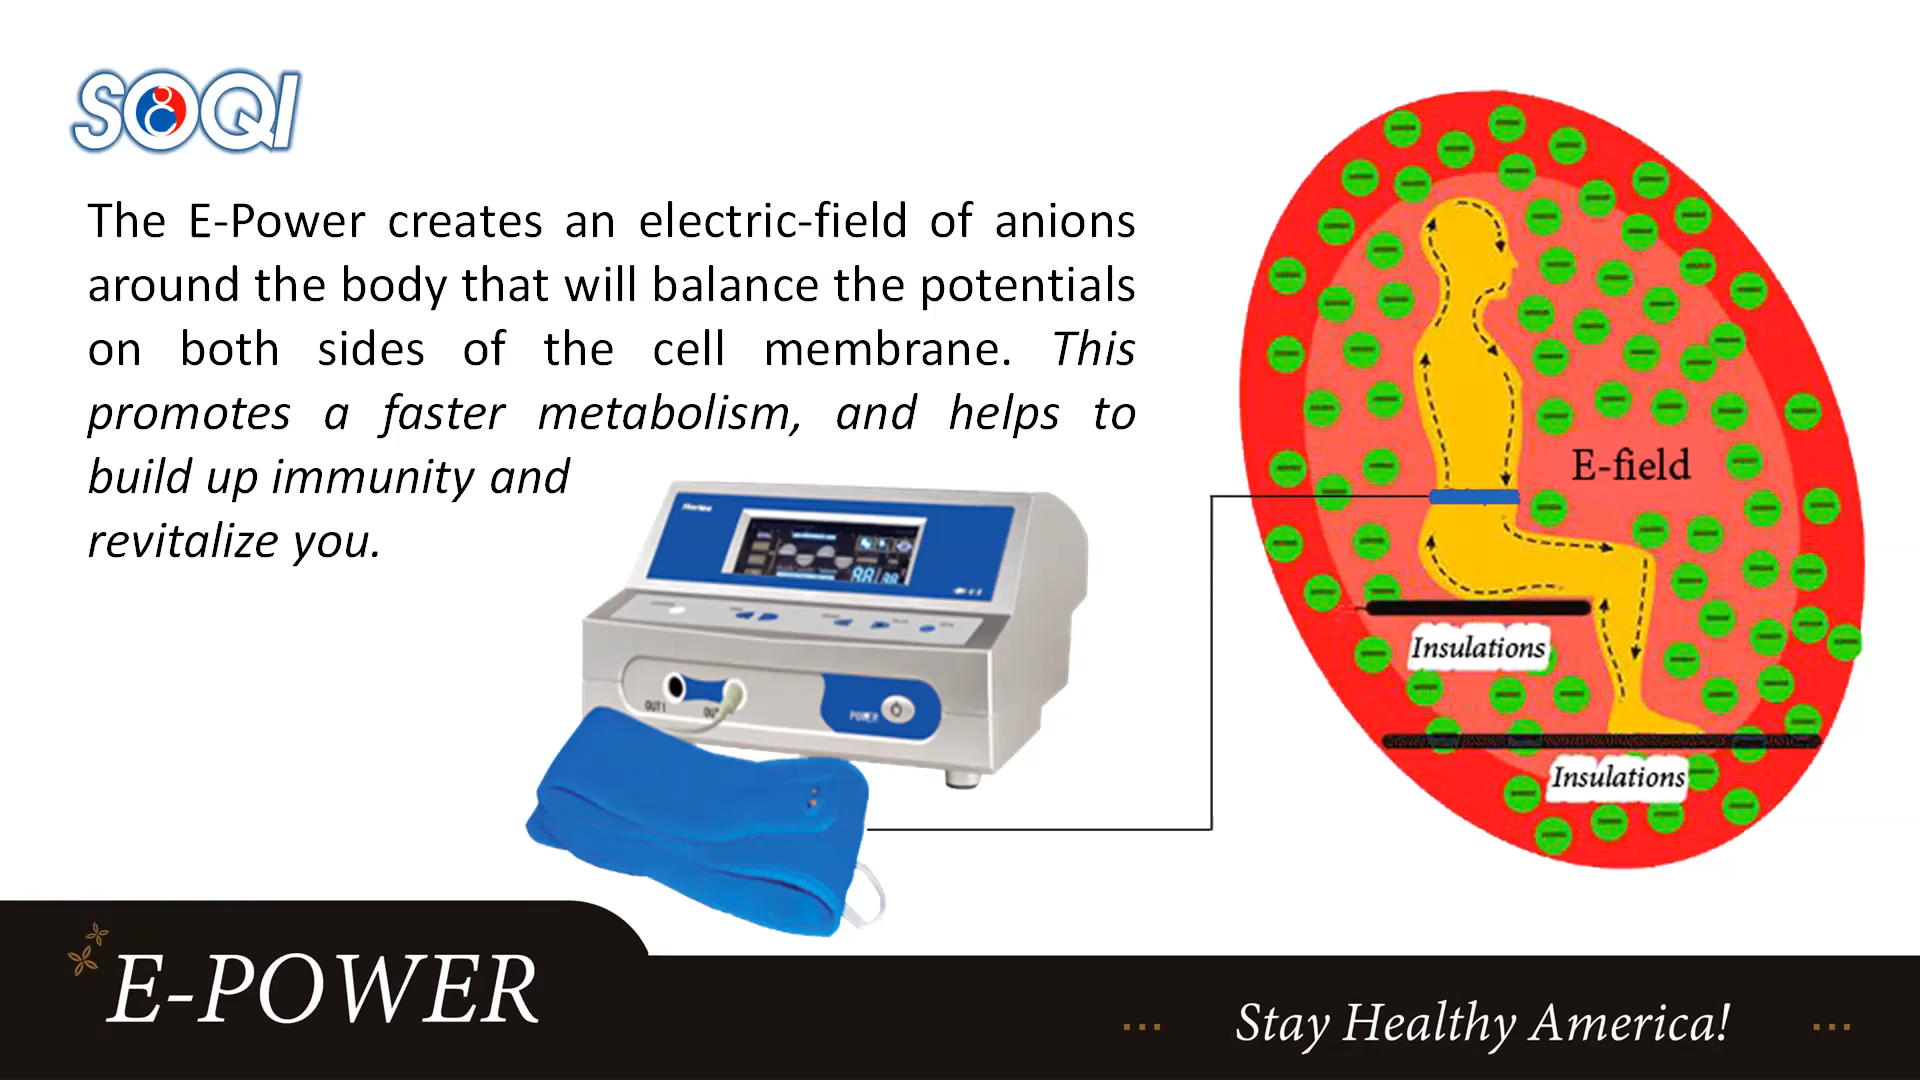 SOQI
The E-Power creates an electric-field of anions
around the body that will balance the potentials
on both sides of the cell membrane. This
promotes a faster metabolism, and helps to
build up immunity and
revitalize you.
OUT1
POWER
E-field
Insulations
Insulations
E-POWER
... Stay Healthy America! ...